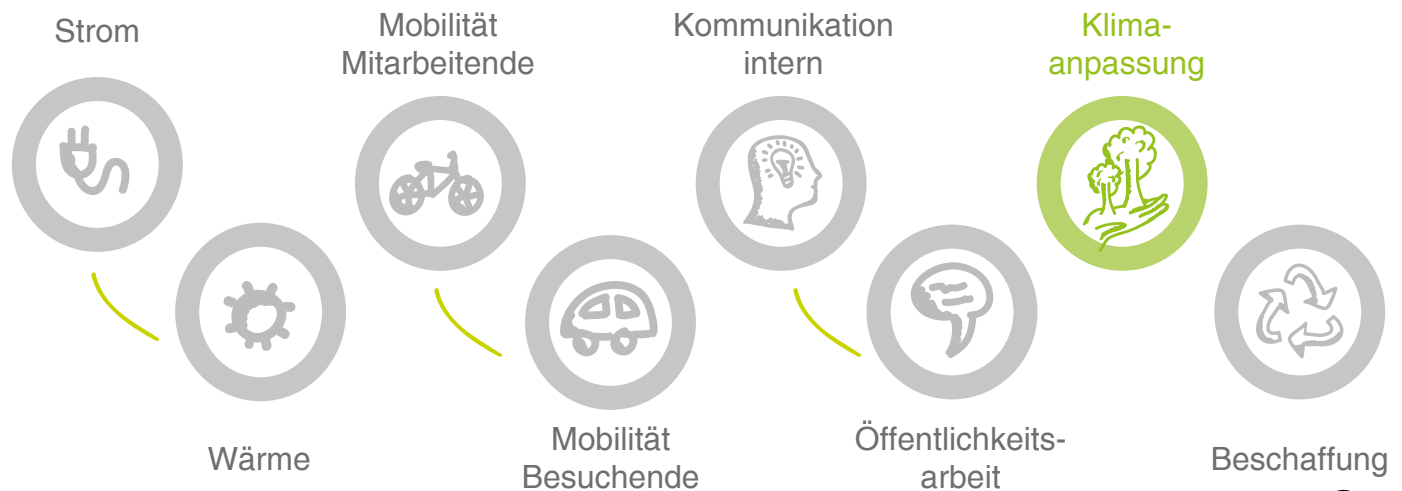 Strom
Mobilität
Mitarbeitende
Kommunikation
intern
Klima-
anpassung
Wärme
Mobilität
Besuchende
Öffentlichkeits-
arbeit
Beschaffung